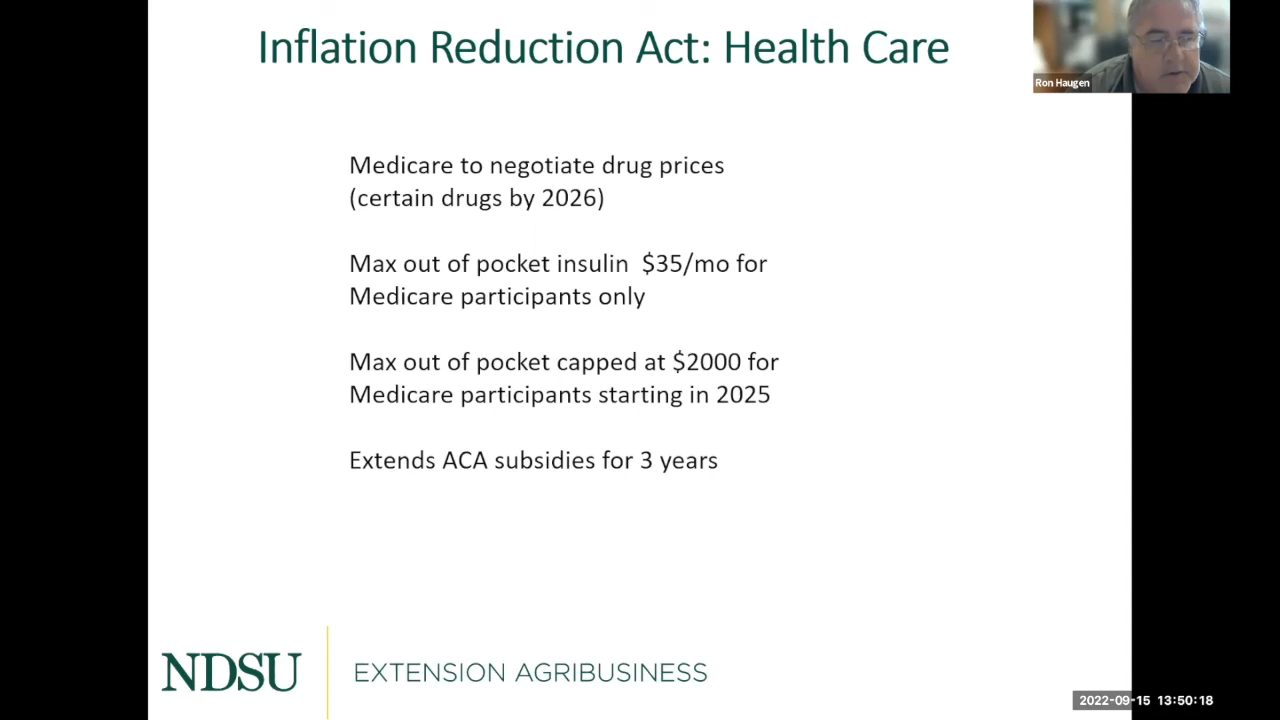 Inflation Reduction Act: Health Care
Ron Haugen
Medicare to negotiate drug prices
(certain drugs by 2026)
Max out of pocket insulin  $35/mo for
Medicare participants only
Max out of pocket capped at $2000 for
Medicare participants starting in 2025
Extends ACA subsidies for 3 years
NDSU
EXTENSION AGRIBUSINESS
2022-09-15 13:50:18